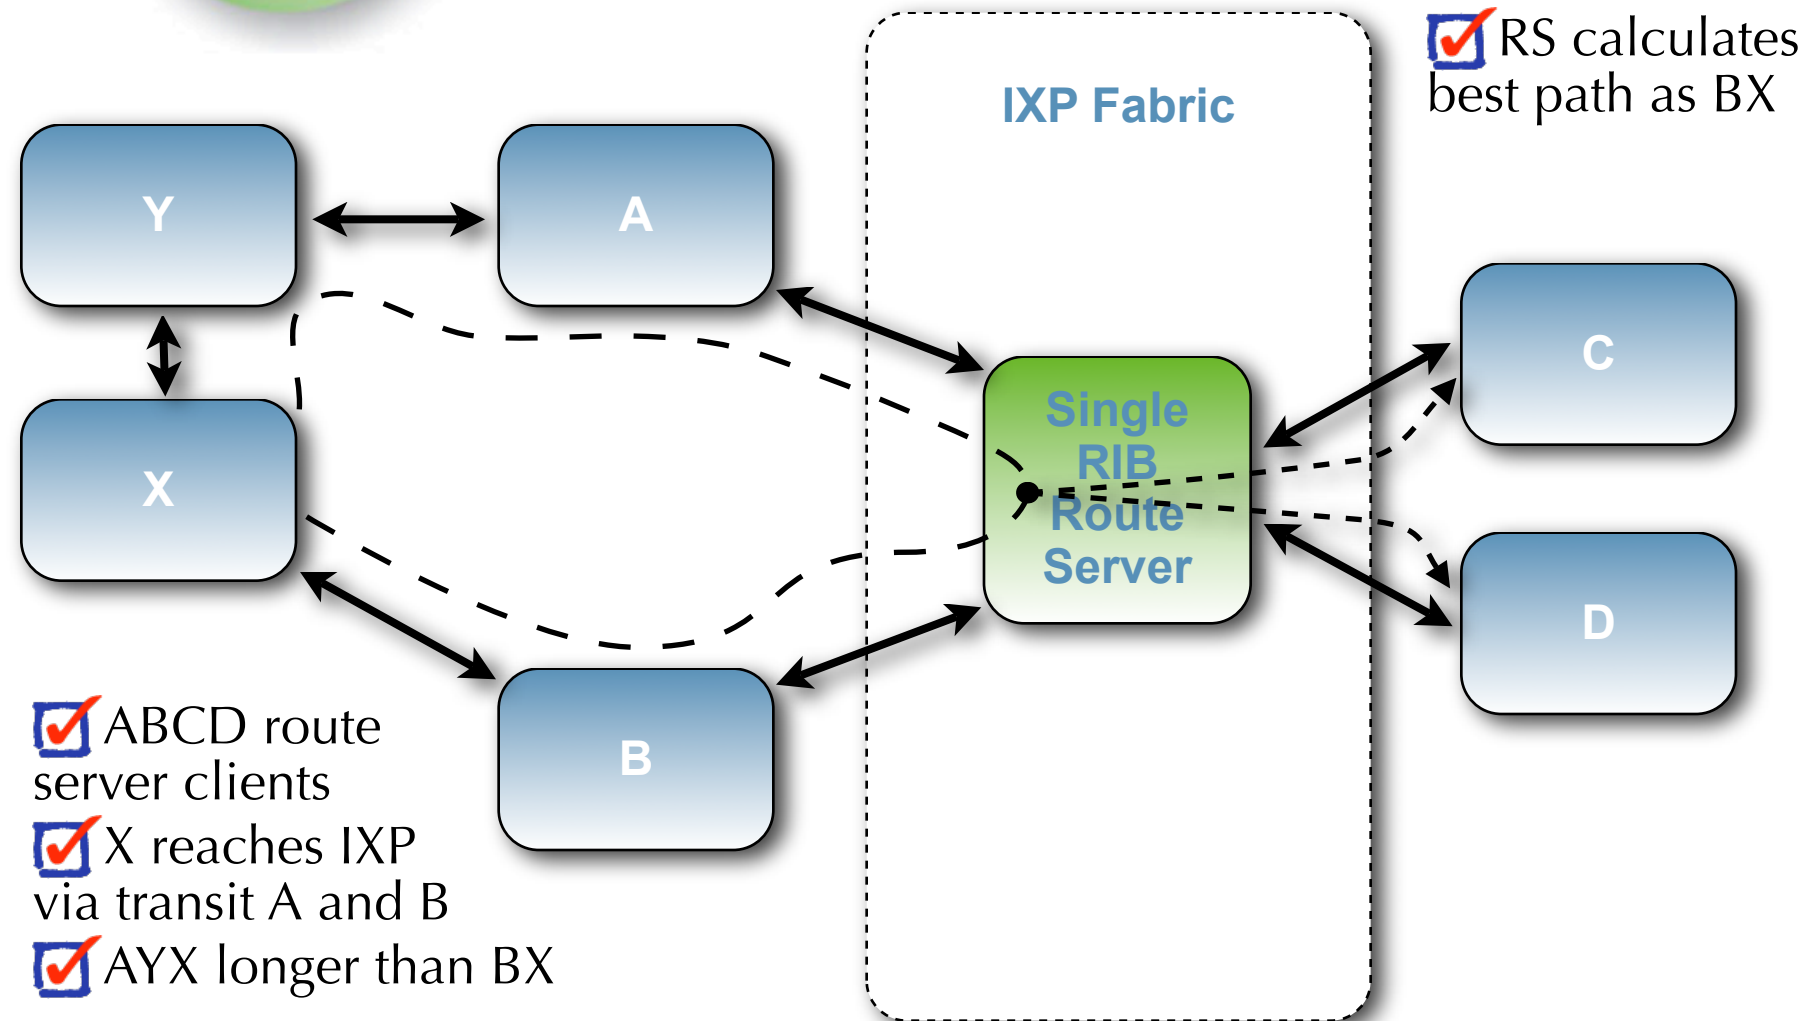 IXP Fabric
RS calculates
best path as BX
Y
A
C
Single
RIB
Route
Server
X
D
B
ABCD route
server clients
X reaches IXP
via transit A and B
AYX longer than BX